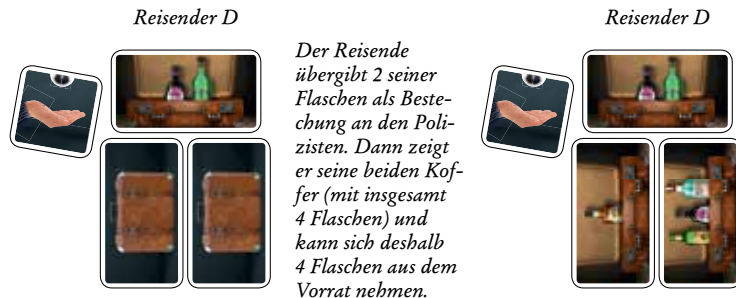 Reisender D
Der Reisende
übergibt 2 seiner
Flaschen als Beste-
chung an den Poli-
zisten. Dann zeigt
er seine beiden Kof-
fer (mit insgesamt
4 Flaschen) und
kann sich deshalb
4 Flaschen aus dem
Vorrat nehmen.
Reisender D